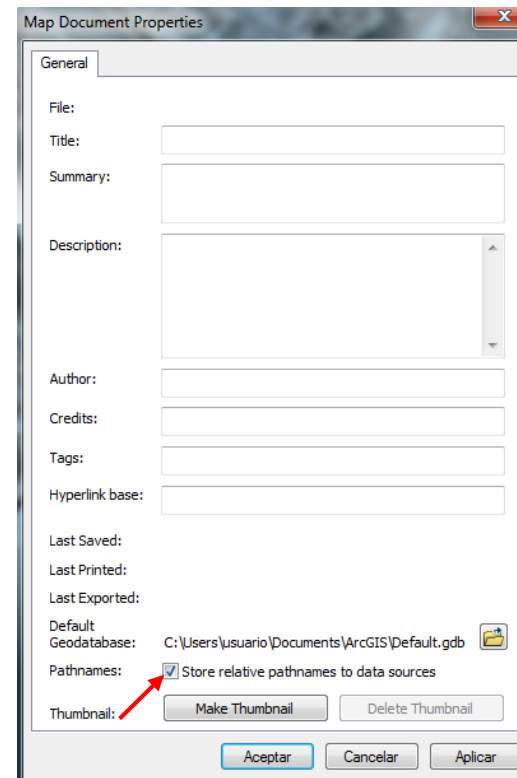 Map Document Properties
General
File:
Title:
Summary:
Description:
Author:
Credits:
Tags:
Hyperlink base:
Last Saved:
Last Printed:
Last Exported:
Default
Geodatabase: C:\Users\usuario\Documents\ArcGIS\Default.gdb
Pathnames: Store relative pathnames to data sources
Thumbnail: Make Thumbnail Delete Thumbnail
Aceptar Cancelar Aplicar